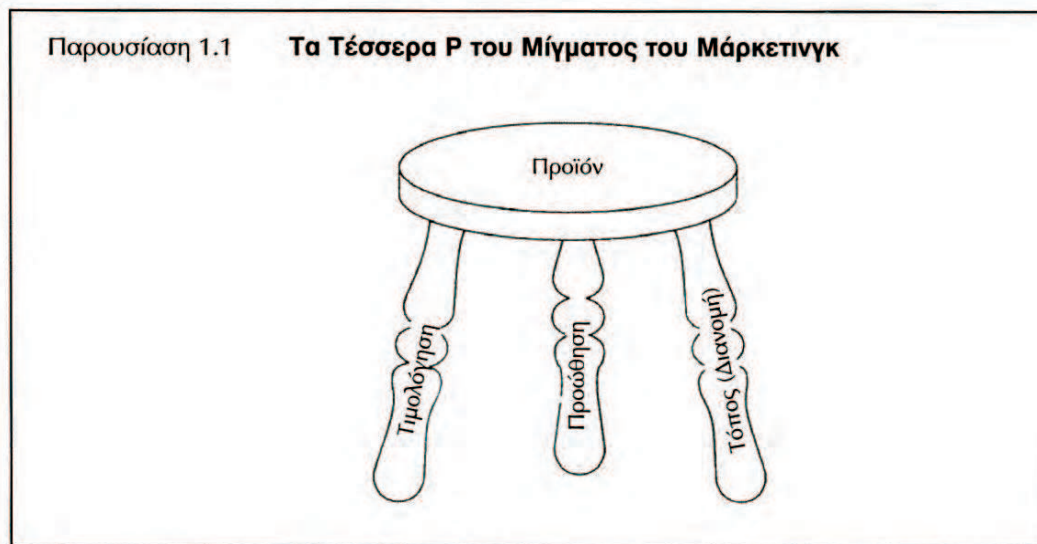 Παρουσίαση 1.1 Τα Τέσσερα P του Μίγματος του Μάρκετινγκ
Προϊόν
Τιμολόγηση
Προώθηση
Τόπος (Διανομή)